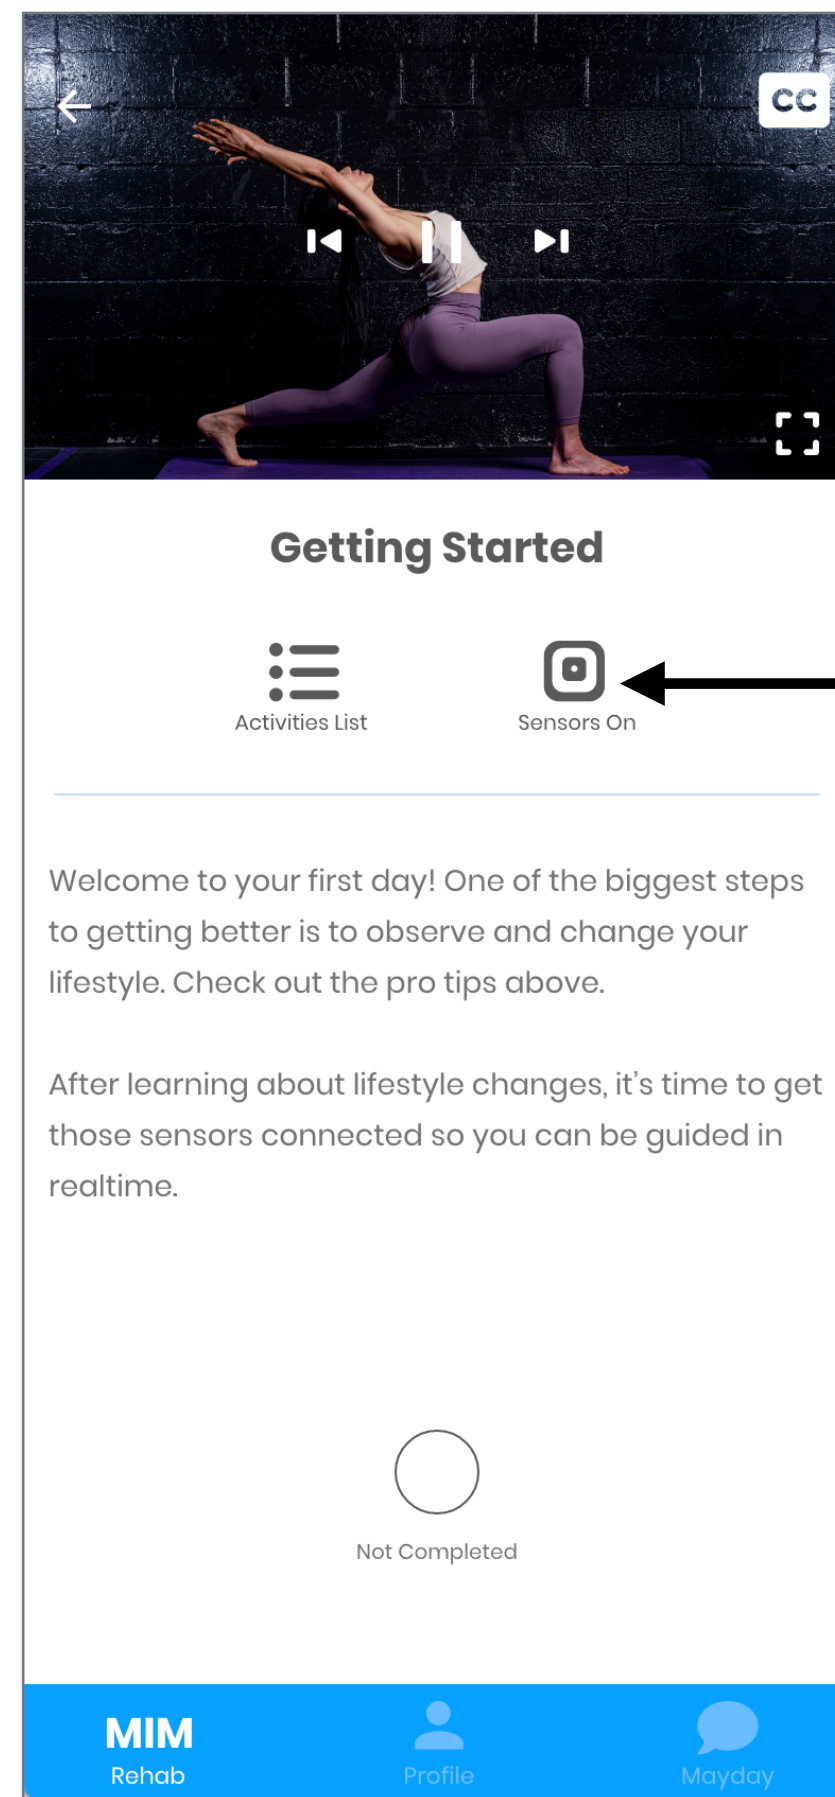 CC
Getting Started
Activities List
Sensors On
Welcome to your first day! One of the biggest steps
to getting better is to observe and change your
lifestyle. Check out the pro tips above.
After learning about lifestyle changes, it’s time to get
those sensors connected so you can be guided in
realtime.
Not Completed
MIM
Rehab
Profile
Mayday